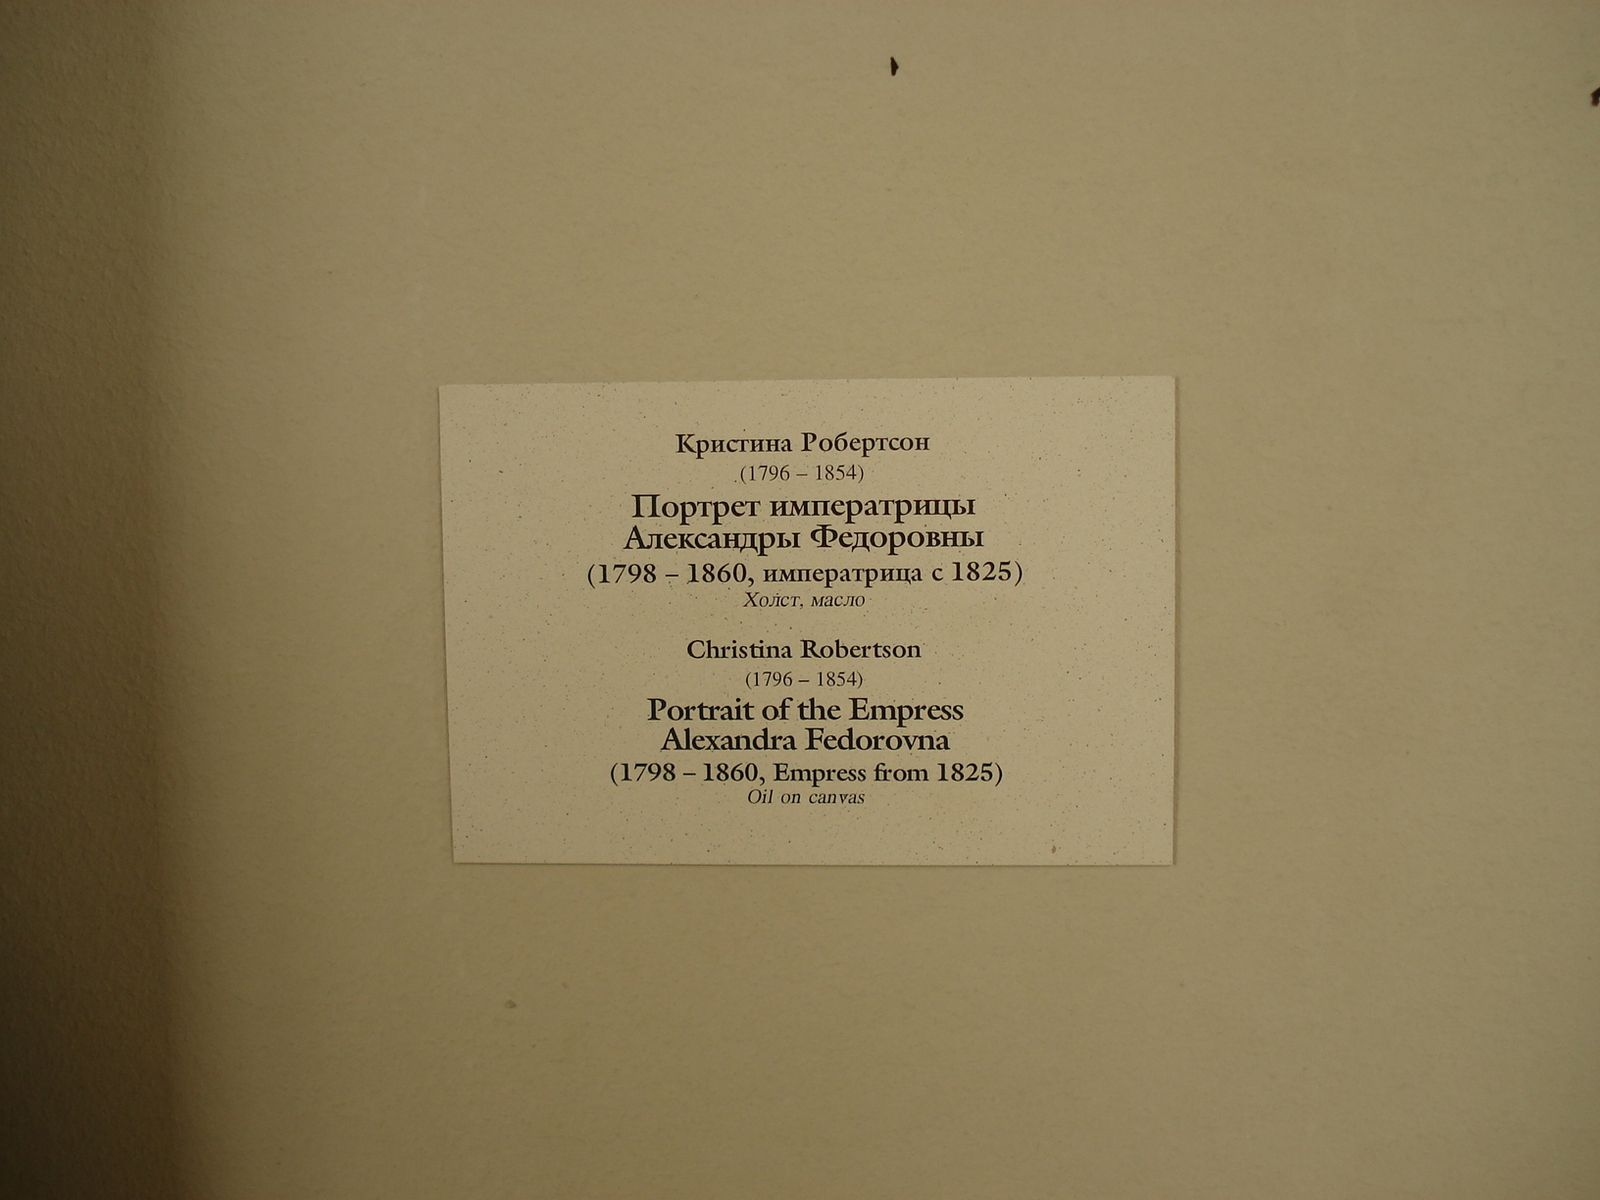 Кристина Робертсон
(1796 – 1854)
Портрет императрицы
Александры Федоровны
(1798 – 1860, императрица с 1825)
Холст, масло
Christina Robertson
(1796 – 1854)
Portrait of the Empress
Alexandra Fedorovna
(1798 – 1860, Empress from 1825)
Oil on canvas